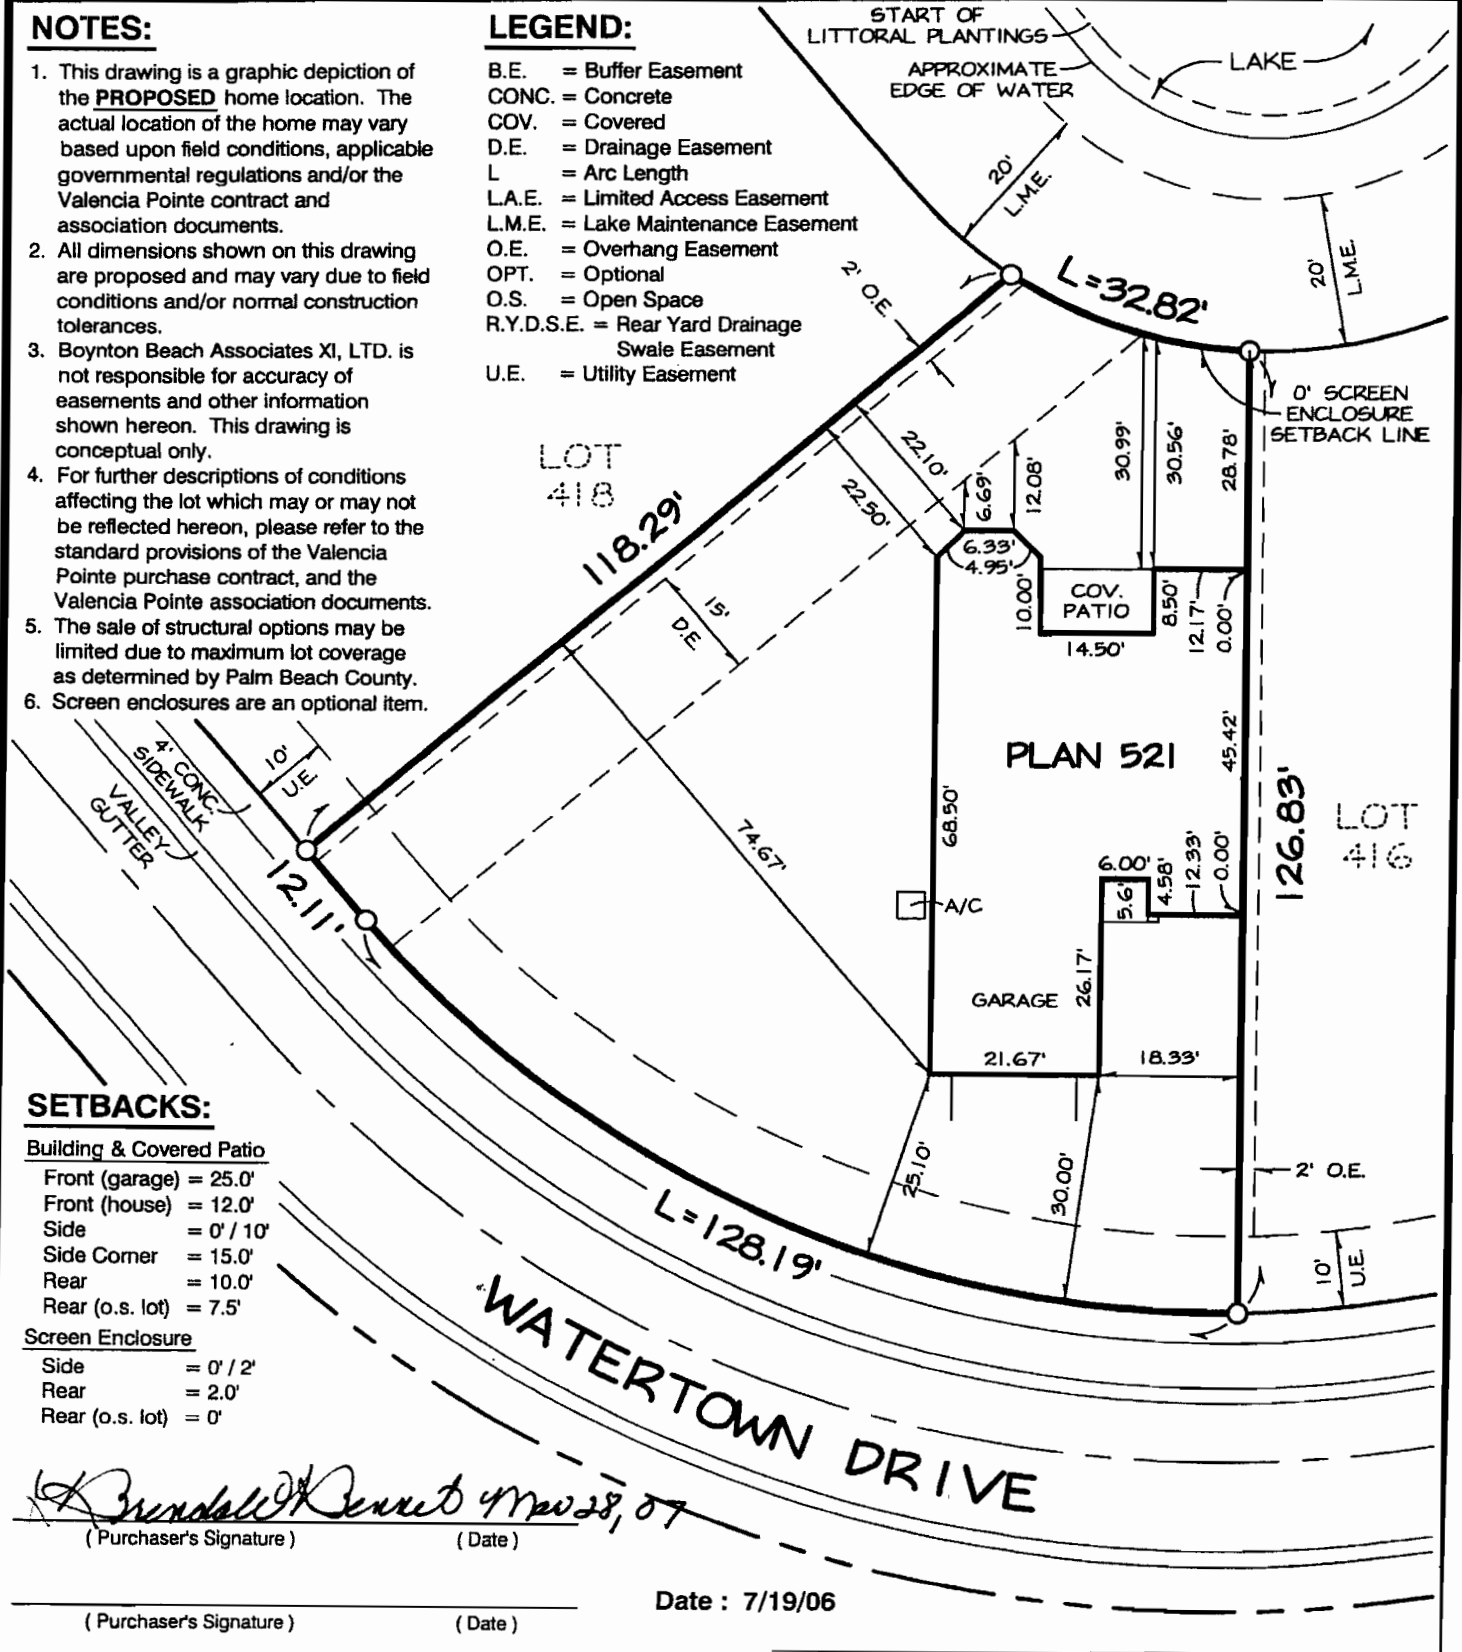 NOTES:
1. This drawing is a graphic depiction of
the PROPOSED home location. The
actual location of the home may vary
based upon field conditions, applicable
governmental regulations and/or the
Valencia Pointe contract and
association documents.
2. All dimensions shown on this drawing
are proposed and may vary due to field
conditions and/or normal construction
tolerances.
3. Boynton Beach Associates XI, LTD. is
not responsible for accuracy of
easements and other information
shown hereon. This drawing is
conceptual only.
4. For further descriptions of conditions
affecting the lot which may or may not
be reflected hereon, please refer to the
standard provisions of the Valencia
Pointe purchase contract, and the
Valencia Pointe association documents.
5. The sale of structural options may be
limited due to maximum lot coverage
as determined by Palm Beach County.
6. Screen enclosures are an optional item.
LEGEND:
B.E. = Buffer Easement
CONC. = Concrete
COV. = Covered
D.E. = Drainage Easement
L = Arc Length
L.A.E. = Limited Access Easement
L.M.E. = Lake Maintenance Easement
O.E. = Overhang Easement
OPT. = Optional
O.S. = Open Space
R.Y.D.S.E. = Rear Yard Drainage
Swale Easement
U.E. = Utility Easement
START OF
LITTORAL PLANTINGS
APPROXIMATE
EDGE OF WATER
LAKE
20'
L.M.E.
20'
L.M.E.
2' O.E.
L=32.82'
0' SCREEN
ENCLOSURE
SETBACK LINE
LOT
418
118.29'
22.10'
22.50'
6.69'
12.08'
30.99'
30.56'
28.78'
6.33'
4.95'
10.00'
COV.
PATIO
8.50'
12.17'
0.00'
14.50'
15'
D.E.
PLAN 521
45.42'
126.83'
LOT
416
10'
U.E.
4' CONC.
SIDEWALK
VALLEY
GUTTER
12.11'
74.67'
68.50'
A/C
6.00'
5.6'
4.58'
12.33'
0.00'
GARAGE
26.17'
21.67'
18.33'
25.10'
30.00'
2' O.E.
10'
U.E.
L=128.19'
WATERTOWN DRIVE
SETBACKS:
Building & Covered Patio
Front (garage) = 25.0'
Front (house) = 12.0'
Side = 0' / 10'
Side Corner = 15.0'
Rear = 10.0'
Rear (o.s. lot) = 7.5'
Screen Enclosure
Side = 0' / 2'
Rear = 2.0'
Rear (o.s. lot) = 0'
28, 07
( Purchaser's Signature ) ( Date )
Date : 7/19/06
( Purchaser's Signature ) ( Date )